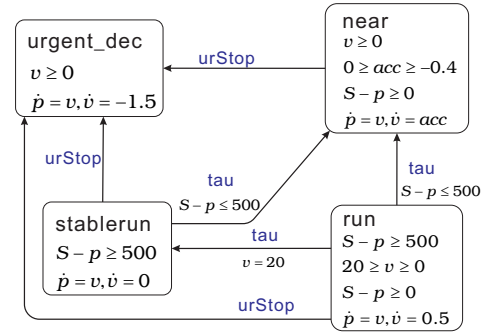 urgent_dec
v ≥ 0
ṗ = v, v̇ = −1.5
urStop
near
v ≥ 0
0 ≥ acc ≥ −0.4
S − p ≥ 0
ṗ = v, v̇ = acc
urStop
tau
S − p ≤ 500
tau
S − p ≤ 500
stablerun
S − p ≥ 500
ṗ = v, v̇ = 0
tau
v = 20
run
S − p ≥ 500
20 ≥ v ≥ 0
S − p ≥ 0
ṗ = v, v̇ = 0.5
urStop